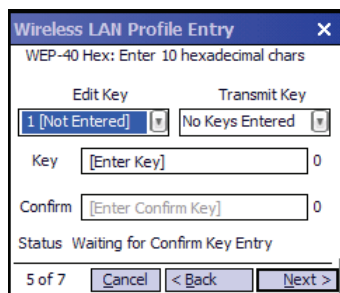 Wireless LAN Profile Entry X
WEP-40 Hex: Enter 10 hexadecimal chars
Edit Key Transmit Key
1 [Not Entered] No Keys Entered
Key [Enter Key] 0
Confirm [Enter Confirm Key] 0
Status Waiting for Confirm Key Entry
5 of 7 Cancel < Back Next >